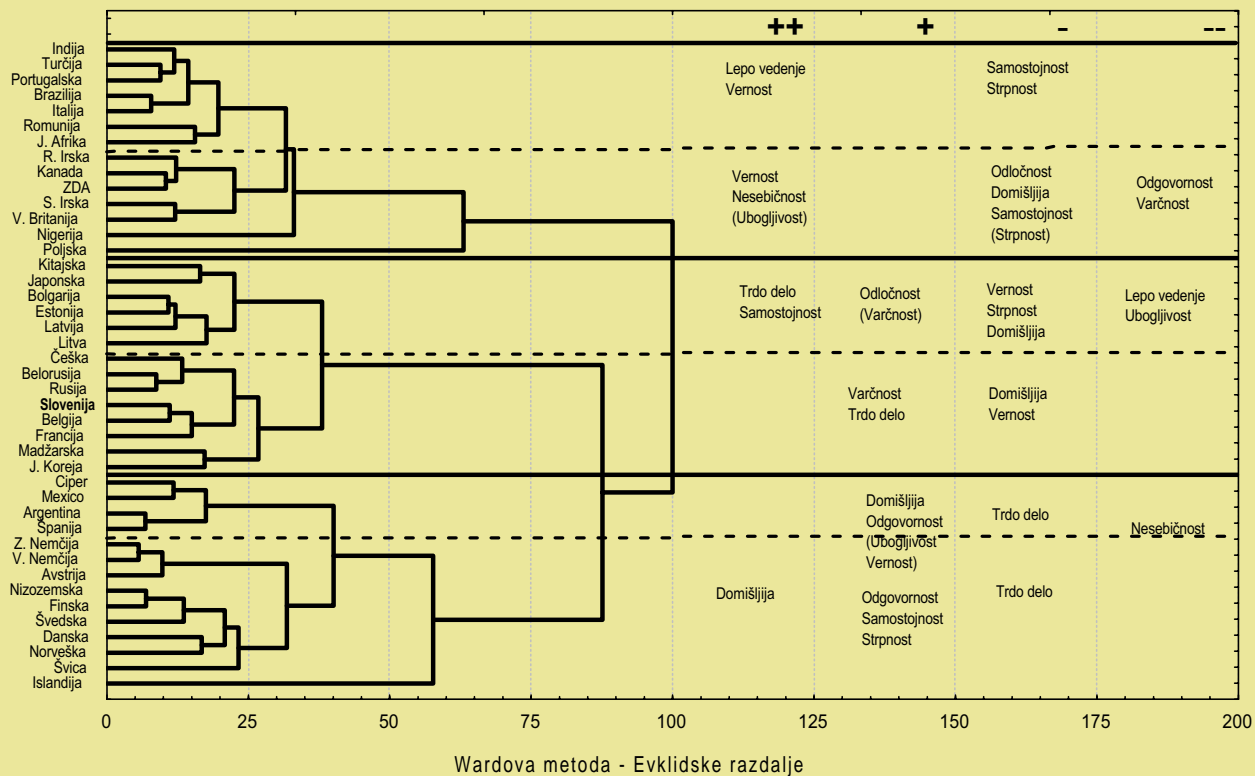 ++ + - --
Indija
Turčija
Portugalska
Brazilija
Italija
Romunija
J. Afrika
R. Irska
Kanada
ZDA
S. Irska
V. Britanija
Nigerija
Poljska
Kitajska
Japonska
Bolgarija
Estonija
Latvija
Litva
Češka
Belorusija
Rusija
Slovenija
Belgija
Francija
Madžarska
J. Koreja
Ciper
Mexico
Argentina
Španija
Z. Nemčija
V. Nemčija
Avstrija
Nizozemska
Finska
Švedska
Danska
Norveška
Švica
Islandija
Lepo vedenje
Vernost
Samostojnost
Strpnost
Vernost
Nesebičnost
(Ubogljivost)
Odločnost
Domišljija
Samostojnost
(Strpnost)
Odgovornost
Varčnost
Trdo delo
Samostojnost
Odločnost
(Varčnost)
Vernost
Strpnost
Domišljija
Lepo vedenje
Ubogljivost
Varčnost
Trdo delo
Domišljija
Vernost
Domišljija
Odgovornost
(Ubogljivost
Vernost)
Trdo delo
Nesebičnost
Domišljija
Odgovornost
Samostojnost
Strpnost
Trdo delo
0 25 50 75 100 125 150 175 200
Wardova metoda - Evklidske razdalje